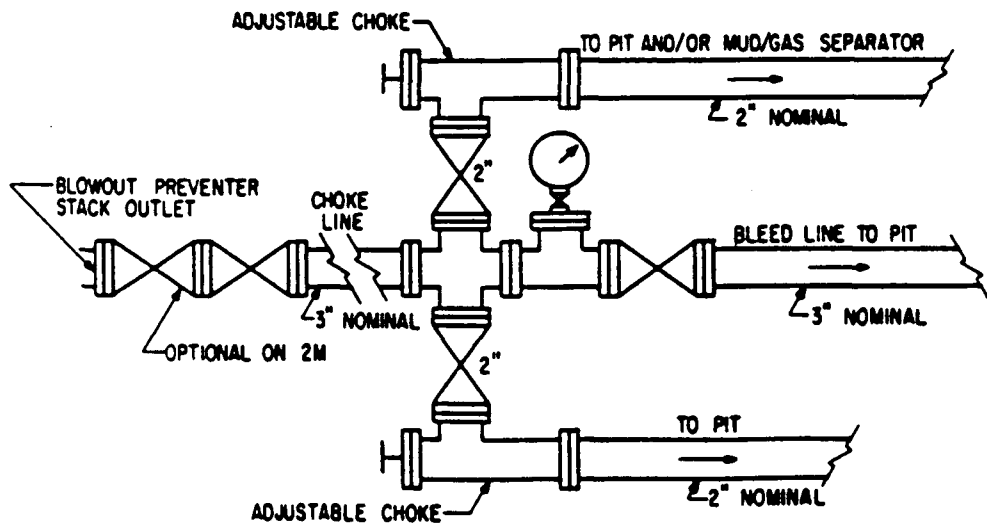 ADJUSTABLE CHOKE
TO PIT AND/OR MUD/GAS SEPARATOR
2" NOMINAL
2"
BLOWOUT PREVENTER
STACK OUTLET
CHOKE
LINE
BLEED LINE TO PIT
3" NOMINAL
3" NOMINAL
OPTIONAL ON 2M
2"
TO PIT
2" NOMINAL
ADJUSTABLE CHOKE